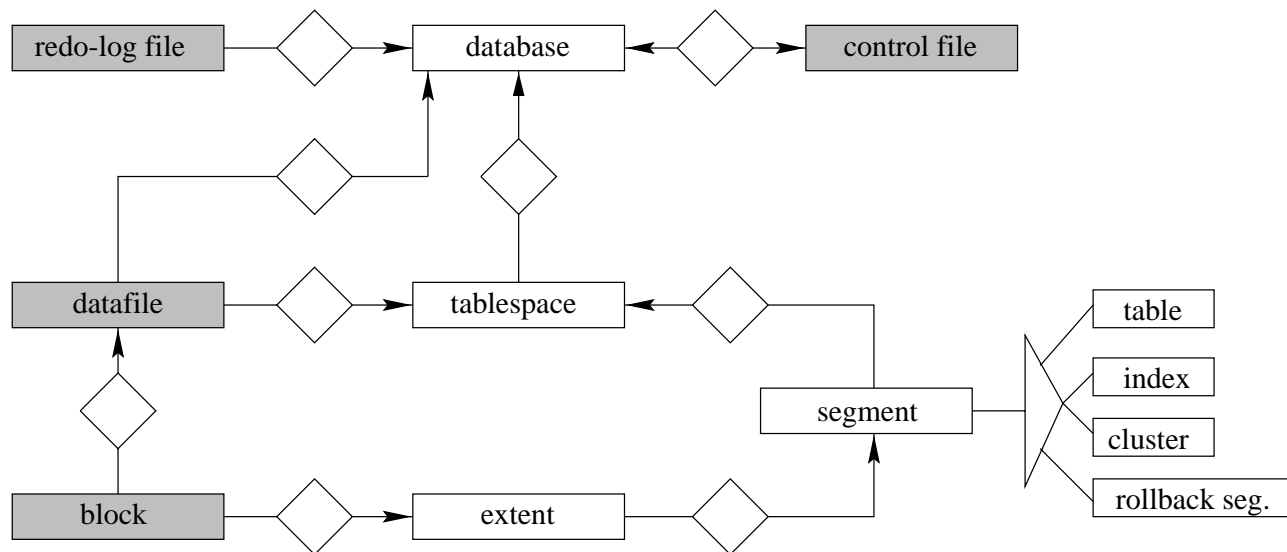 redo-log file
database
control file
datafile
tablespace
table
index
segment
cluster
block
extent
rollback seg.